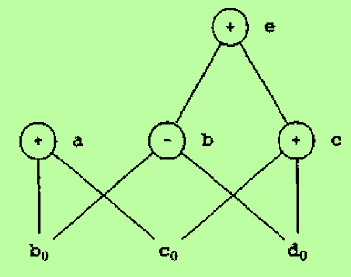 + e
+ a - b + c
b₀ c₀ d₀